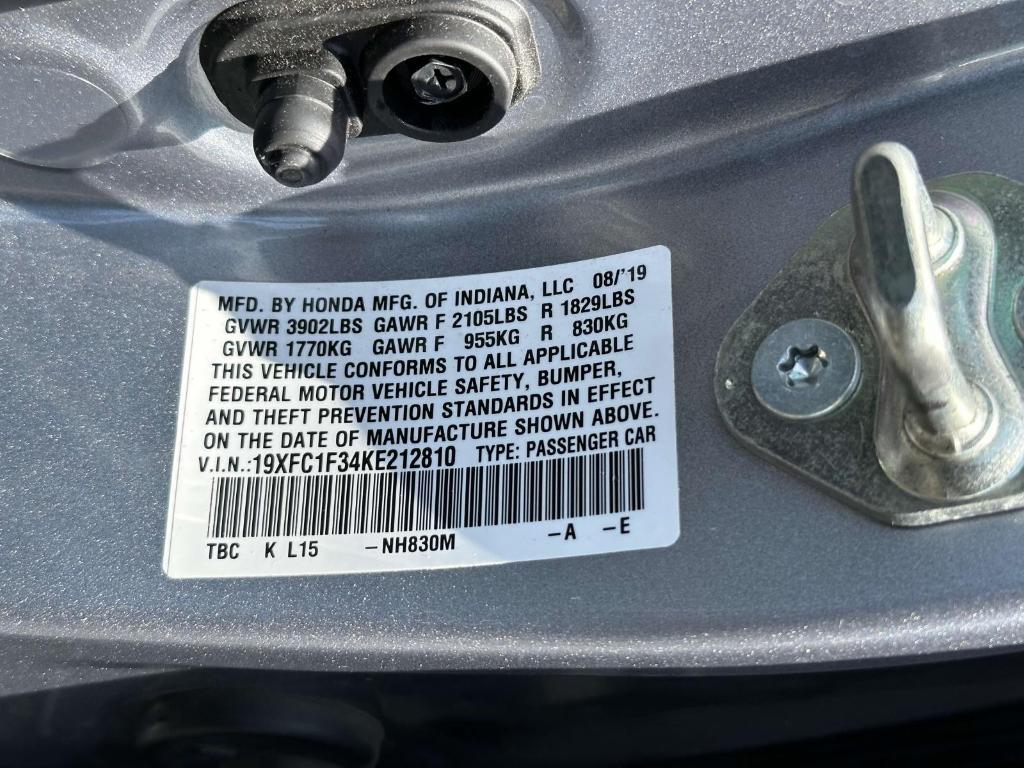 MFD. BY HONDA MFG. OF INDIANA, LLC 08/'19
GVWR 3902LBS GAWR F 2105LBS R 1829LBS
GVWR 1770KG GAWR F 955KG R 830KG
THIS VEHICLE CONFORMS TO ALL APPLICABLE
FEDERAL MOTOR VEHICLE SAFETY, BUMPER,
AND THEFT PREVENTION STANDARDS IN EFFECT
ON THE DATE OF MANUFACTURE SHOWN ABOVE.
V.I.N.:19XFC1F34KE212810 TYPE: PASSENGER CAR
TBC K L15 –NH830M –A –E